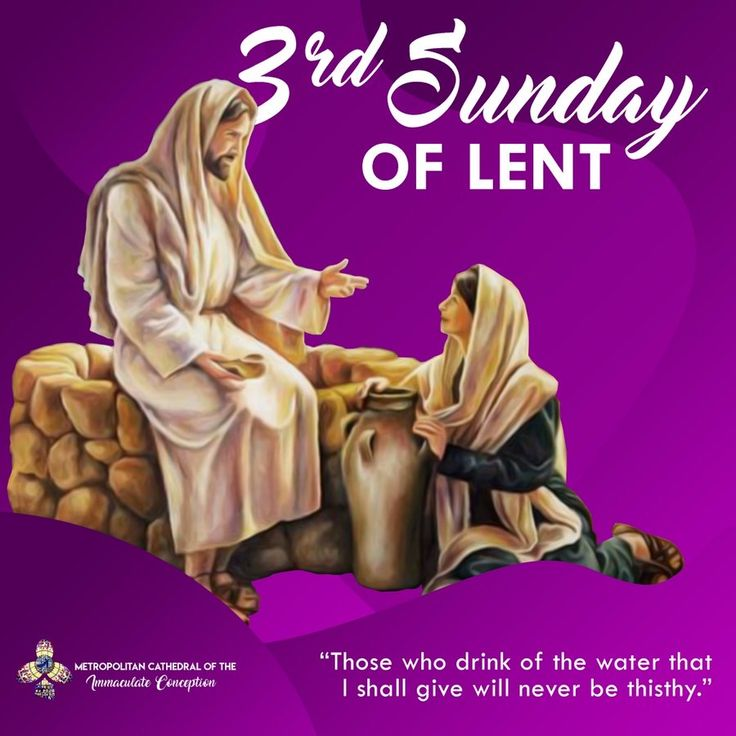 3rd Sunday
OF LENT
METROPOLITAN CATHEDRAL OF THE
Immaculate Conception
“Those who drink of the water that
I shall give will never be thisthy.”